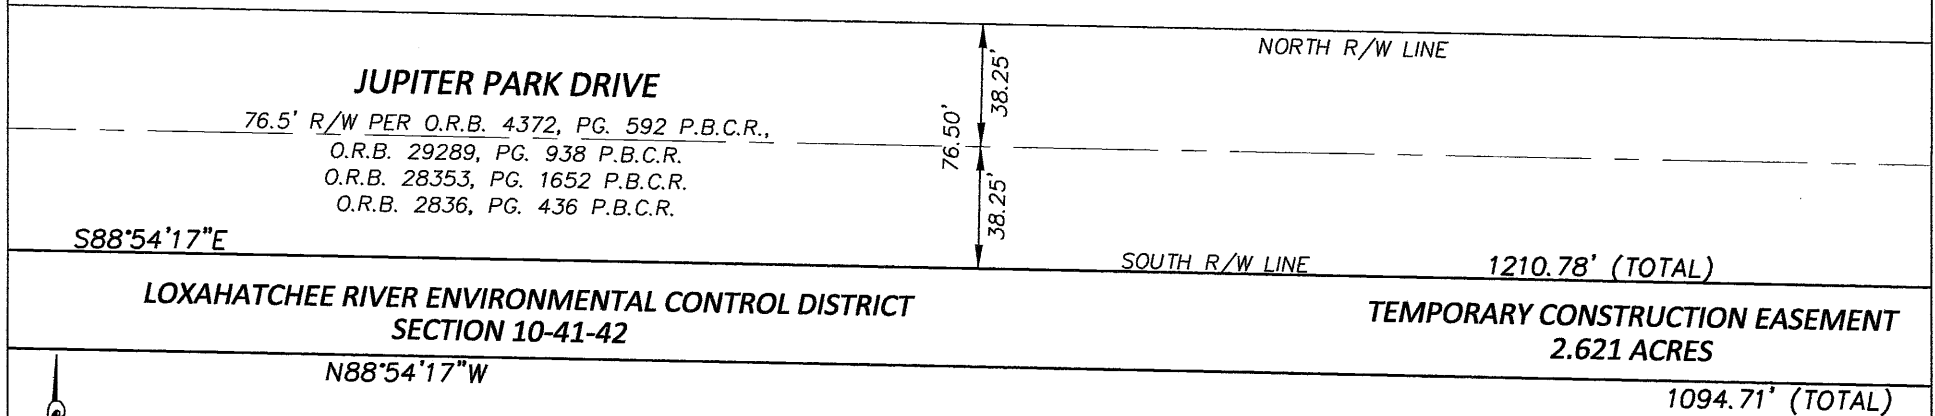 NORTH R/W LINE
JUPITER PARK DRIVE
76.5' R/W PER O.R.B. 4372, PG. 592 P.B.C.R.,
O.R.B. 29289, PG. 938 P.B.C.R.
O.R.B. 28353, PG. 1652 P.B.C.R.
O.R.B. 2836, PG. 436 P.B.C.R.
38.25'
76.50'
38.25'
S88°54'17"E
SOUTH R/W LINE
1210.78' (TOTAL)
LOXAHATCHEE RIVER ENVIRONMENTAL CONTROL DISTRICT
SECTION 10-41-42
TEMPORARY CONSTRUCTION EASEMENT
2.621 ACRES
N88°54'17"W
1094.71' (TOTAL)